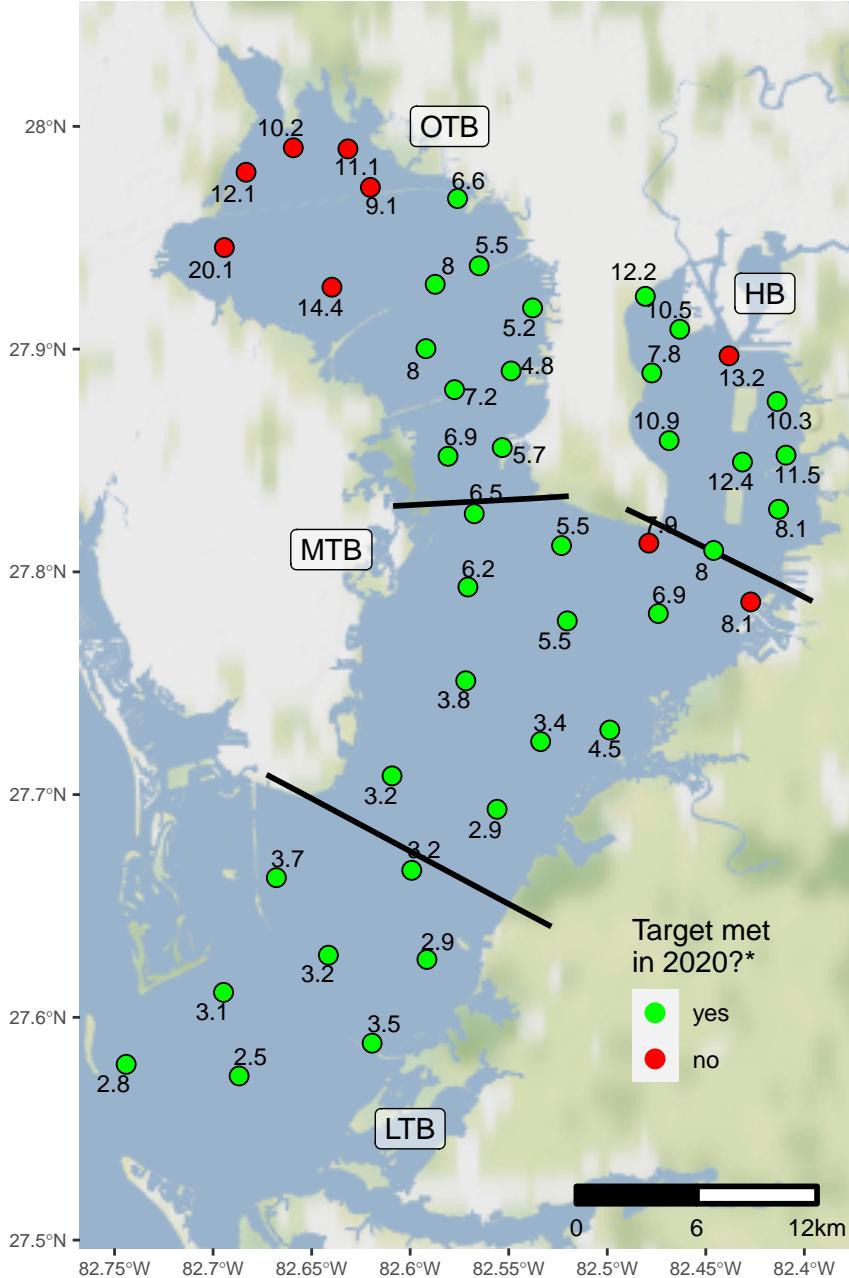 28°N
27.9°N
27.8°N
27.7°N
27.6°N
27.5°N
OTB
10.2
11.1
12.1
9.1
6.6
20.1
14.4
8
5.5
5.2
8
4.8
7.2
6.9
5.7
HB
12.2
10.5
7.8
13.2
10.3
10.9
12.4
11.5
8.1
MTB
6.5
5.5
7.9
8
6.2
6.9
8.1
5.5
3.8
3.4
4.5
3.2
2.9
3.7
3.2
3.2
2.9
3.1
3.5
2.8
2.5
LTB
Target met
in 2020?*
yes
no
0 6 12km
82.75°W 82.7°W 82.65°W 82.6°W 82.55°W 82.5°W 82.45°W 82.4°W